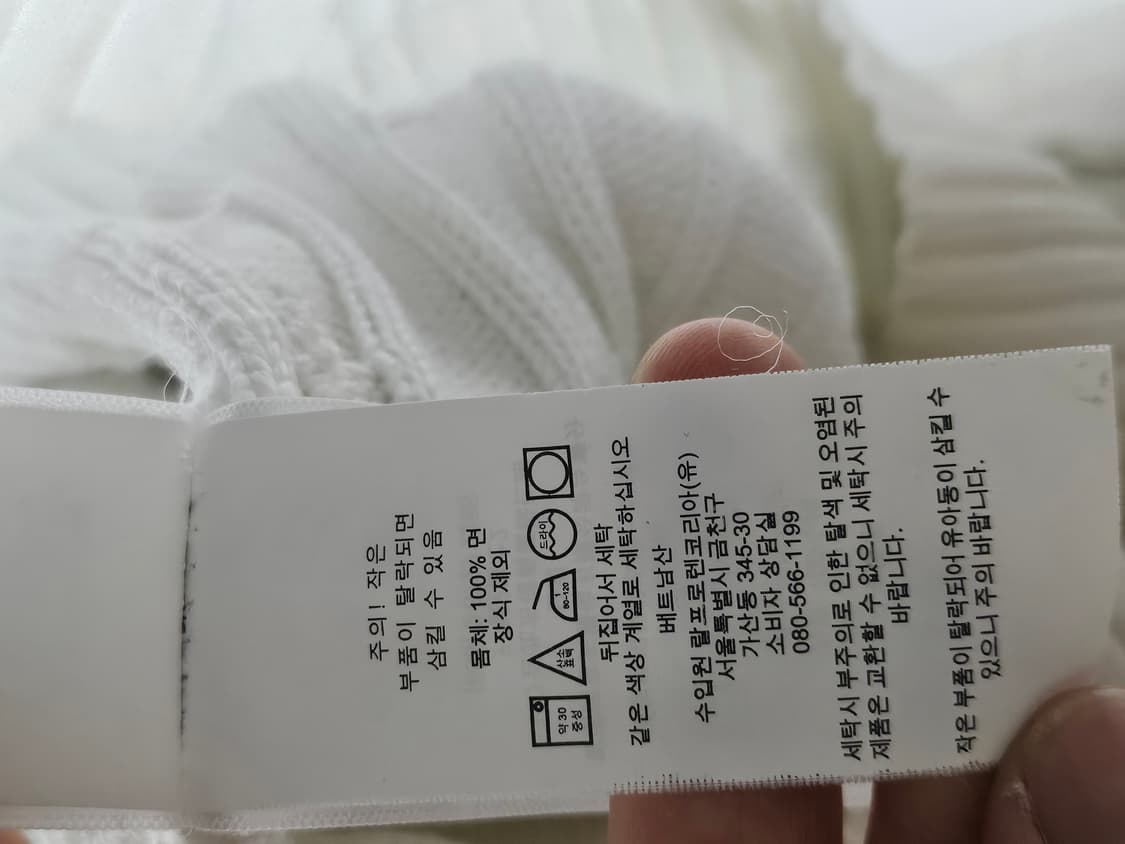 주의! 작은
부품이 탈락되면
삼킬 수 있음
몸체: 100% 면
장식 제외
약 30
중성
산소
표백
80~120
드라이
뒤집어서 세탁
같은 색상 계열로 세탁하십시오
베트남산
수입원 랄프로렌코리아(유)
서울특별시 금천구
가산동 345-30
소비자 상담실
080-566-1199
세탁시 부주의로 인한 탈색 및 오염된
제품은 교환할 수 없으니 세탁시 주의
바랍니다.
작은 부품이 탈락되어 유아동이 삼킬 수
있으니 주의 바랍니다.